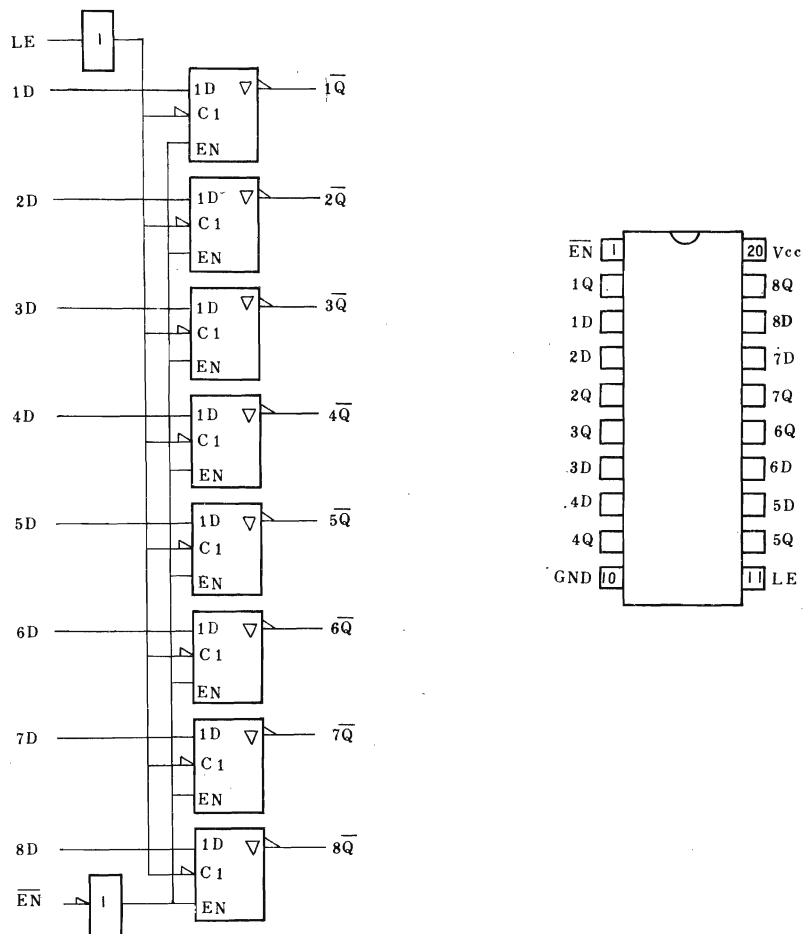 LE
1
1D
1D ▽
1Q̅
C1
EN
2D
1D ▽
2Q̅
C1
EN
3D
1D ▽
3Q̅
C1
EN
4D
1D ▽
4Q̅
C1
EN
5D
1D ▽
5Q̅
C1
EN
6D
1D ▽
6Q̅
C1
EN
7D
1D ▽
7Q̅
C1
EN
8D
1D ▽
8Q̅
C1
E̅N̅
1
EN
E̅N̅ 1 20 Vcc
1Q 8Q
1D 8D
2D 7D
2Q 7Q
3Q 6Q
3D 6D
4D 5D
4Q 5Q
GND 10 11 LE